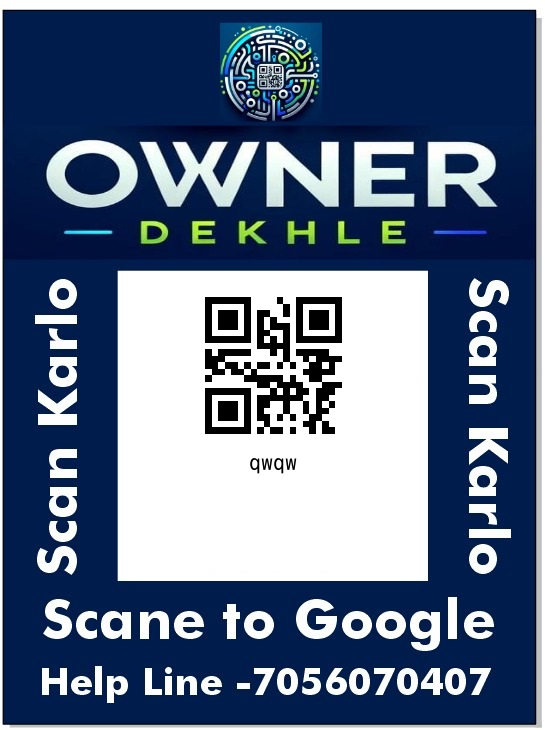 OWNER
DEKHLE
Scan Karlo
Scan Karlo
qwqw
Scane to Google
Help Line -7056070407